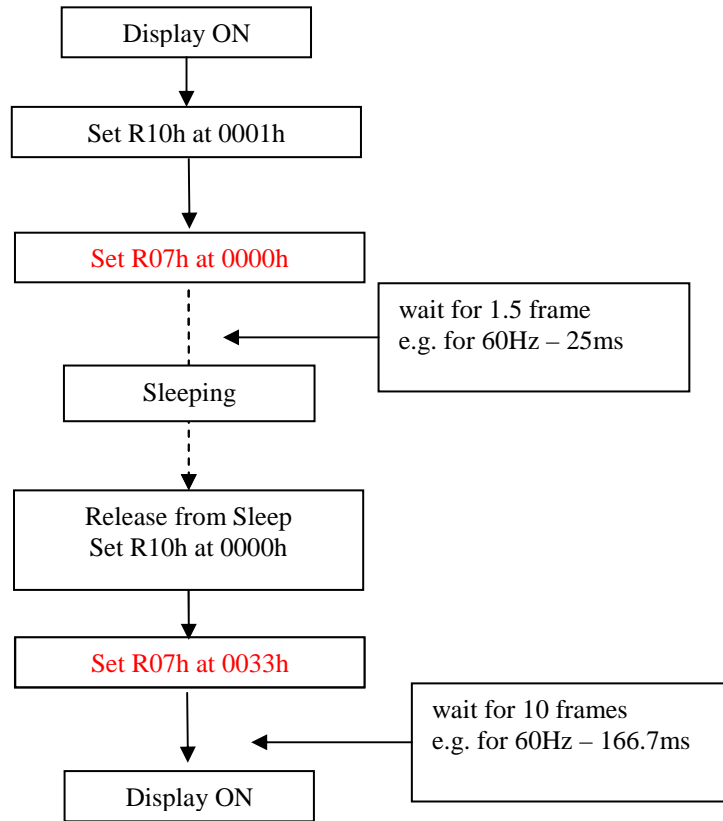 Display ON
Set R10h at 0001h
Set R07h at 0000h
wait for 1.5 frame
e.g. for 60Hz – 25ms
Sleeping
Release from Sleep
Set R10h at 0000h
Set R07h at 0033h
wait for 10 frames
e.g. for 60Hz – 166.7ms
Display ON